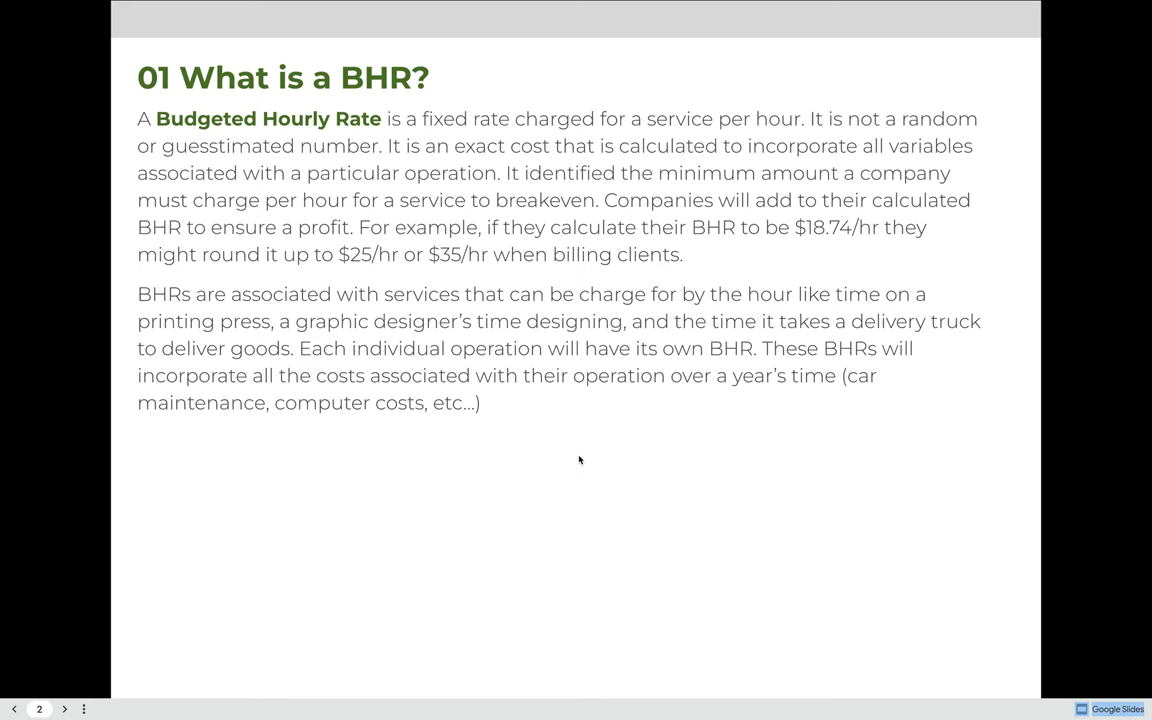 01 What is a BHR?
A Budgeted Hourly Rate is a fixed rate charged for a service per hour. It is not a random
or guesstimated number. It is an exact cost that is calculated to incorporate all variables
associated with a particular operation. It identified the minimum amount a company
must charge per hour for a service to breakeven. Companies will add to their calculated
BHR to ensure a profit. For example, if they calculate their BHR to be $18.74/hr they
might round it up to $25/hr or $35/hr when billing clients.
BHRs are associated with services that can be charge for by the hour like time on a
printing press, a graphic designer’s time designing, and the time it takes a delivery truck
to deliver goods. Each individual operation will have its own BHR. These BHRs will
incorporate all the costs associated with their operation over a year’s time (car
maintenance, computer costs, etc...)
2
Google Slides